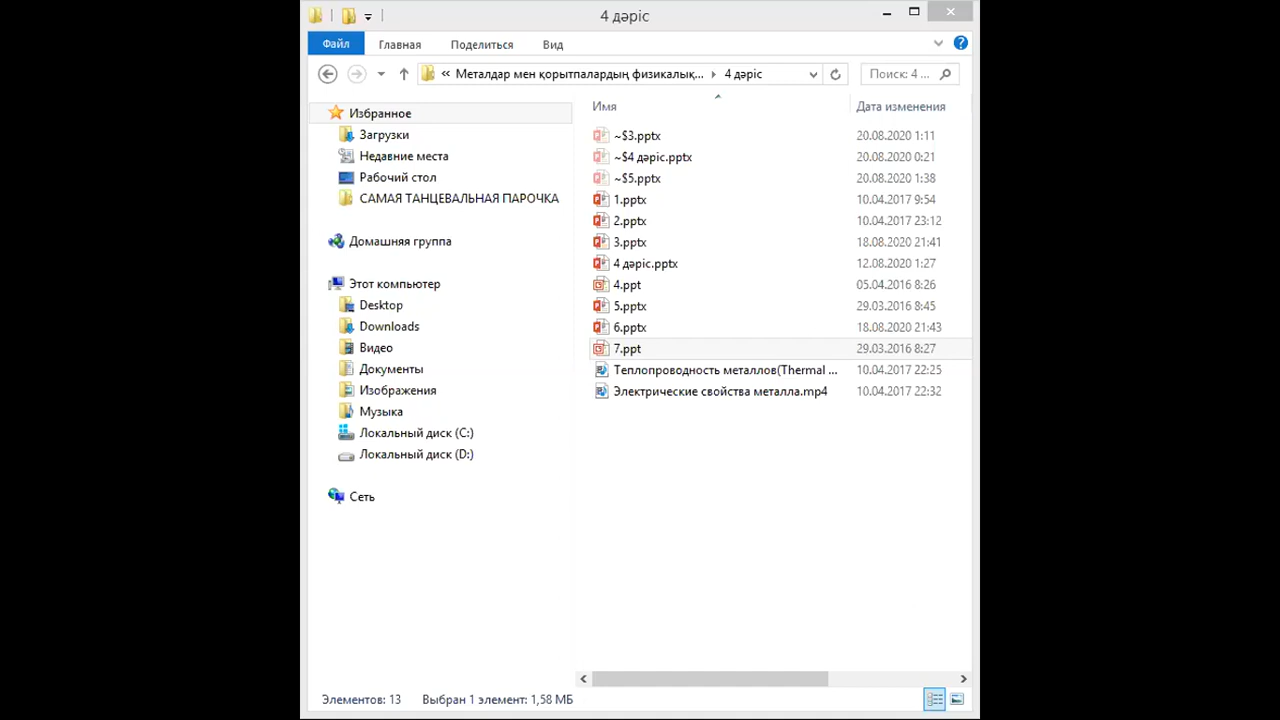 4 дәріс
Файл Главная Поделиться Вид
« Металдар мен қорытпалардың физикалық... 4 дәріс Поиск: 4 ...
Избранное
Загрузки
Недавние места
Рабочий стол
САМАЯ ТАНЦЕВАЛЬНАЯ ПАРОЧКА
Домашняя группа
Этот компьютер
Desktop
Downloads
Видео
Документы
Изображения
Музыка
Локальный диск (C:)
Локальный диск (D:)
Сеть
Имя Дата изменения
~$3.pptx 20.08.2020 1:11
~$4 дәріс.pptx 20.08.2020 0:21
~$5.pptx 20.08.2020 1:38
1.pptx 10.04.2017 9:54
2.pptx 10.04.2017 23:12
3.pptx 18.08.2020 21:41
4 дәріс.pptx 12.08.2020 1:27
4.ppt 05.04.2016 8:26
5.pptx 29.03.2016 8:45
6.pptx 18.08.2020 21:43
7.ppt 29.03.2016 8:27
Теплопроводность металлов(Thermal ... 10.04.2017 22:25
Электрические свойства металла.mp4 10.04.2017 22:32
Элементов: 13 Выбран 1 элемент: 1,58 МБ